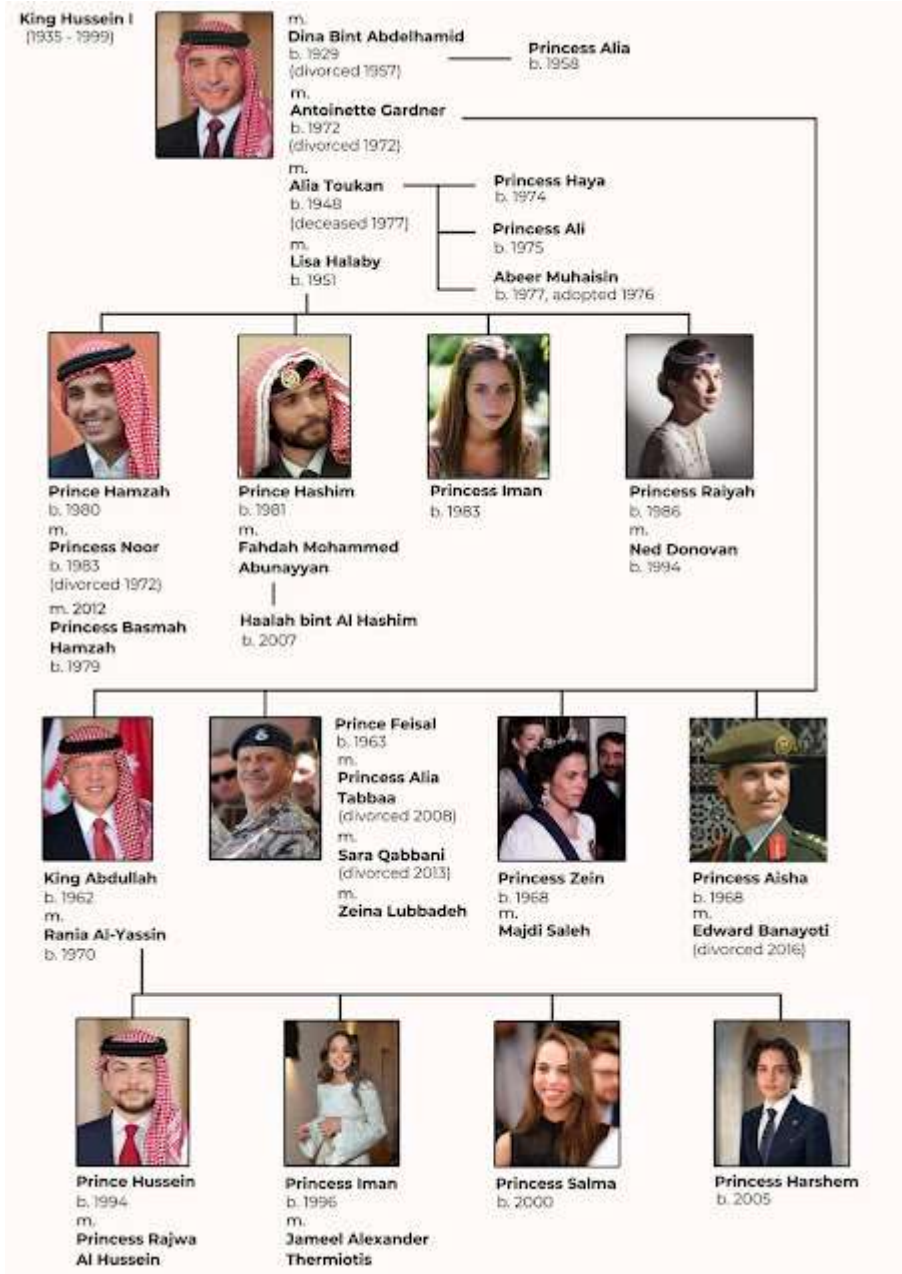 King Hussein I
(1935 - 1999)
m.
Dina Bint Abdelhamid
b. 1929
(divorced 1957)
Princess Alia
b. 1958
m.
Antoinette Gardner
b. 1972
(divorced 1972)
m.
Alia Toukan
b. 1948
(deceased 1977)
Princess Haya
b. 1974
Princess Ali
b. 1975
Abeer Muhaisin
b. 1977, adopted 1976
m.
Lisa Halaby
b. 1951
Prince Hamzah
b. 1980
m.
Princess Noor
b. 1983
(divorced 1972)
m. 2012
Princess Basmah
Hamzah
b. 1979
Prince Hashim
b. 1981
m.
Fahdah Mohammed
Abunayyan
Haalah bint Al Hashim
b. 2007
Princess Iman
b. 1983
Princess Raiyah
b. 1986
m.
Ned Donovan
b. 1994
King Abdullah
b. 1962
m.
Rania Al-Yassin
b. 1970
Prince Feisal
b. 1963
m.
Princess Alia
Tabbaa
(divorced 2008)
m.
Sara Qabbani
(divorced 2013)
m.
Zeina Lubbadeh
Princess Zein
b. 1968
m.
Majdi Saleh
Princess Aisha
b. 1968
m.
Edward Banayoti
(divorced 2016)
Prince Hussein
b. 1994
m.
Princess Rajwa
Al Hussein
Princess Iman
b. 1996
m.
Jameel Alexander
Thermiotis
Princess Salma
b. 2000
Princess Harshem
b. 2005